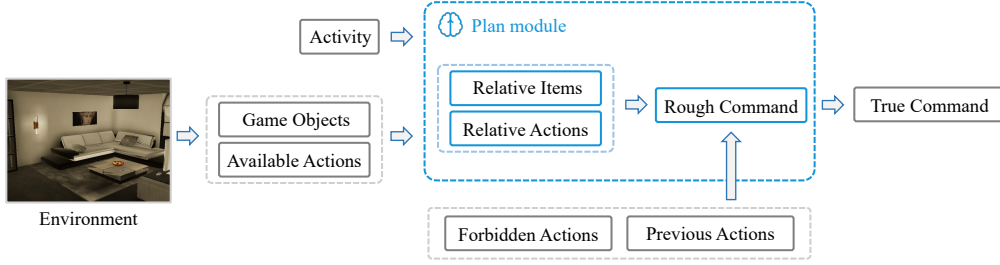 Activity
Plan module
Game Objects
Available Actions
Relative Items
Relative Actions
Rough Command
True Command
Environment
Forbidden Actions
Previous Actions